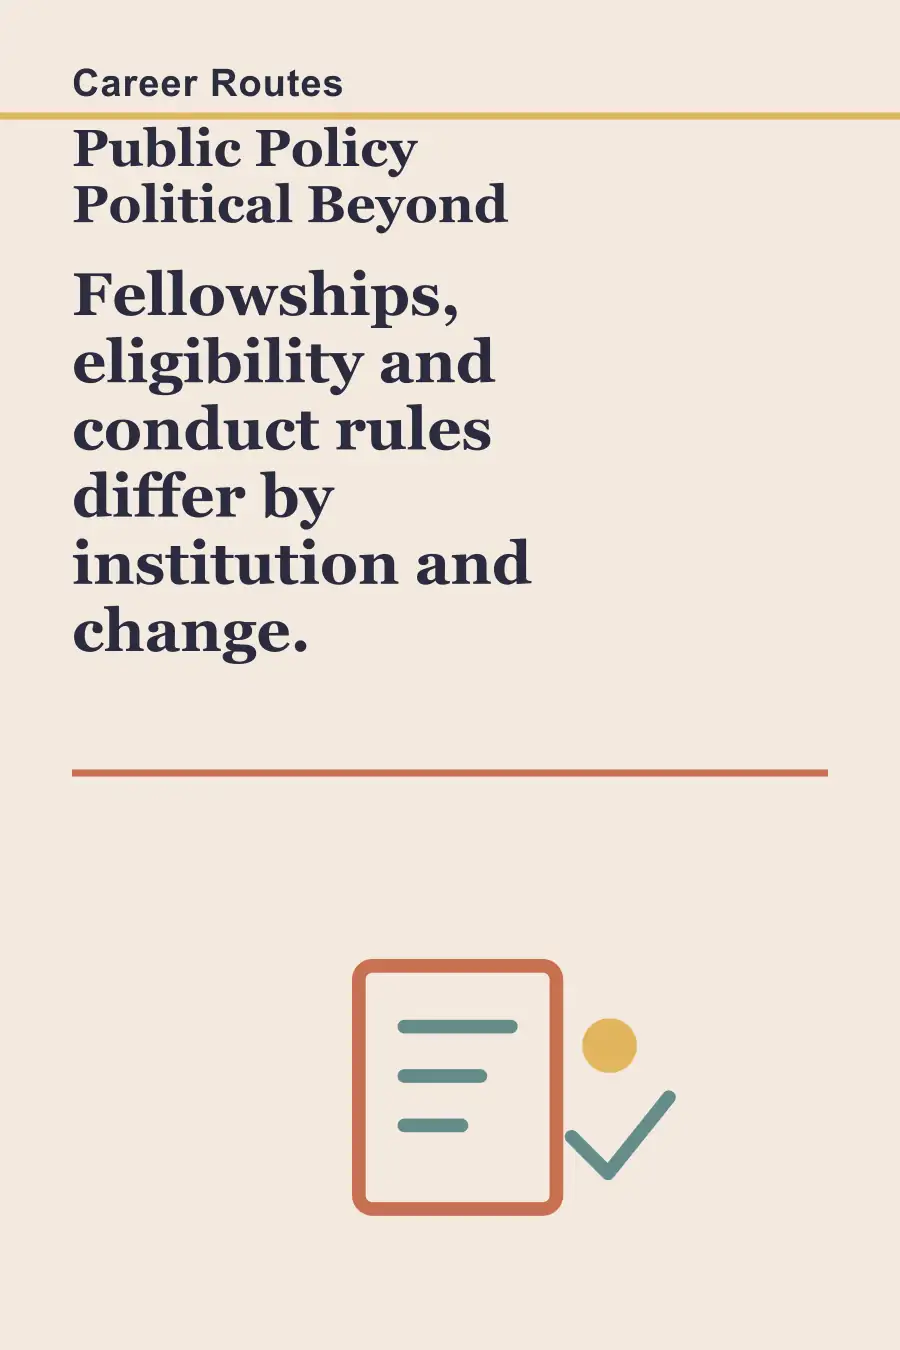 Career Routes
Public Policy
Political Beyond
Fellowships,
eligibility and
conduct rules
differ by
institution and
change.